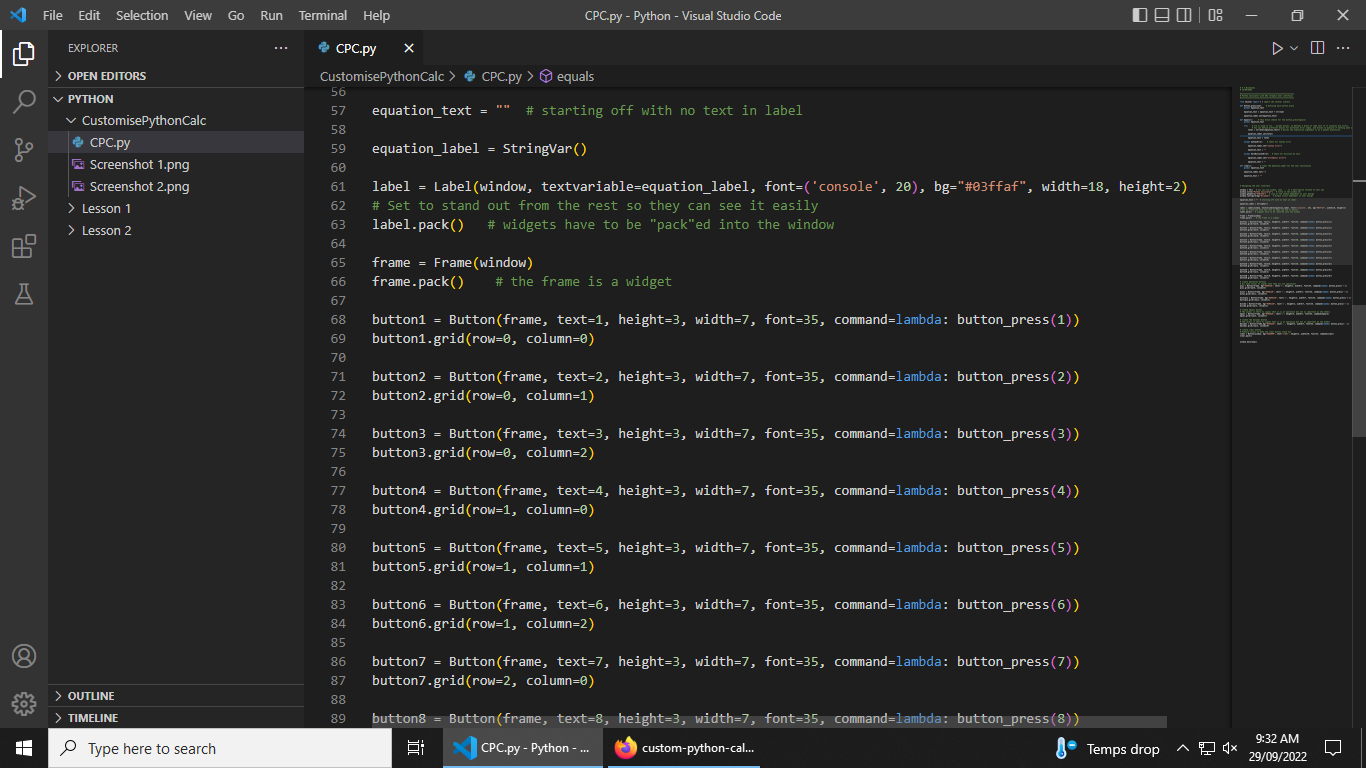 File Edit Selection View Go Run Terminal Help CPC.py - Python - Visual Studio Code
EXPLORER
OPEN EDITORS
PYTHON
CustomisePythonCalc
CPC.py
Screenshot 1.png
Screenshot 2.png
Lesson 1
Lesson 2
OUTLINE
TIMELINE
CPC.py
CustomisePythonCalc > CPC.py > equals
56
57 equation_text = "" # starting off with no text in label
58
59 equation_label = StringVar()
60
61 label = Label(window, textvariable=equation_label, font=('console', 20), bg="#03ffaf", width=18, height=2)
62 # Set to stand out from the rest so they can see it easily
63 label.pack() # widgets have to be "pack"ed into the window
64
65 frame = Frame(window)
66 frame.pack() # the frame is a widget
67
68 button1 = Button(frame, text=1, height=3, width=7, font=35, command=lambda: button_press(1))
69 button1.grid(row=0, column=0)
70
71 button2 = Button(frame, text=2, height=3, width=7, font=35, command=lambda: button_press(2))
72 button2.grid(row=0, column=1)
73
74 button3 = Button(frame, text=3, height=3, width=7, font=35, command=lambda: button_press(3))
75 button3.grid(row=0, column=2)
76
77 button4 = Button(frame, text=4, height=3, width=7, font=35, command=lambda: button_press(4))
78 button4.grid(row=1, column=0)
79
80 button5 = Button(frame, text=5, height=3, width=7, font=35, command=lambda: button_press(5))
81 button5.grid(row=1, column=1)
82
83 button6 = Button(frame, text=6, height=3, width=7, font=35, command=lambda: button_press(6))
84 button6.grid(row=1, column=2)
85
86 button7 = Button(frame, text=7, height=3, width=7, font=35, command=lambda: button_press(7))
87 button7.grid(row=2, column=0)
88
89 button8 = Button(frame, text=8, height=3, width=7, font=35, command=lambda: button_press(8))
Type here to search
CPC.py - Python - ...
custom-python-cal...
Temps drop
9:32 AM
29/09/2022